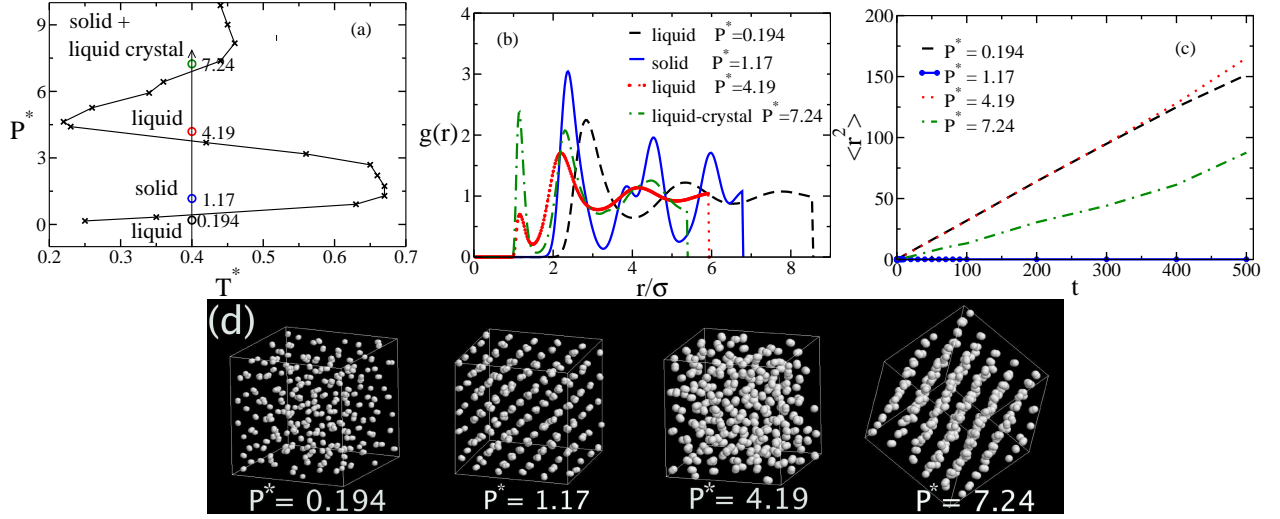 (a)
solid +
liquid crystal
7.24
liquid
4.19
solid
1.17
liquid
0.194
P*
9
6
3
0
0.2 0.3 0.4 0.5 0.6 0.7
T*
(b)
liquid P*=0.194
solid P*=1.17
liquid P*=4.19
liquid-crystal P*=7.24
g(r)
4
3
2
1
0
0 2 4 6 8
r/σ
(c)
P* = 0.194
P* = 1.17
P* = 4.19
P* = 7.24
<r²>
200
150
100
50
0
0 100 200 300 400 500
t
(d)
P*= 0.194
P*= 1.17
P*= 4.19
P*= 7.24